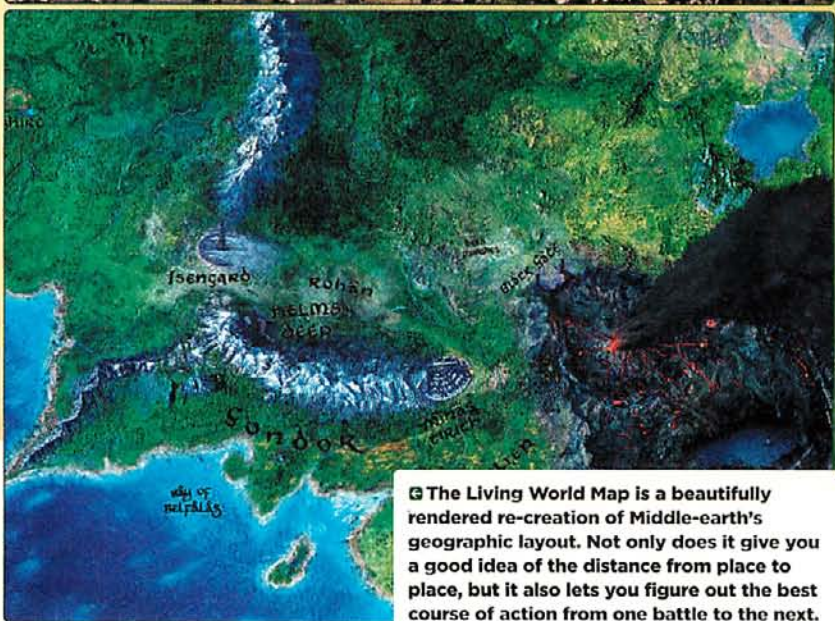 Isengard
Rohan
HELMS
DEEP
Black Gate
Gondor
MINAS
TIRITH
LIEN
BAY OF
BELFALAS
The Living World Map is a beautifully
rendered re-creation of Middle-earth's
geographic layout. Not only does it give you
a good idea of the distance from place to
place, but it also lets you figure out the best
course of action from one battle to the next.